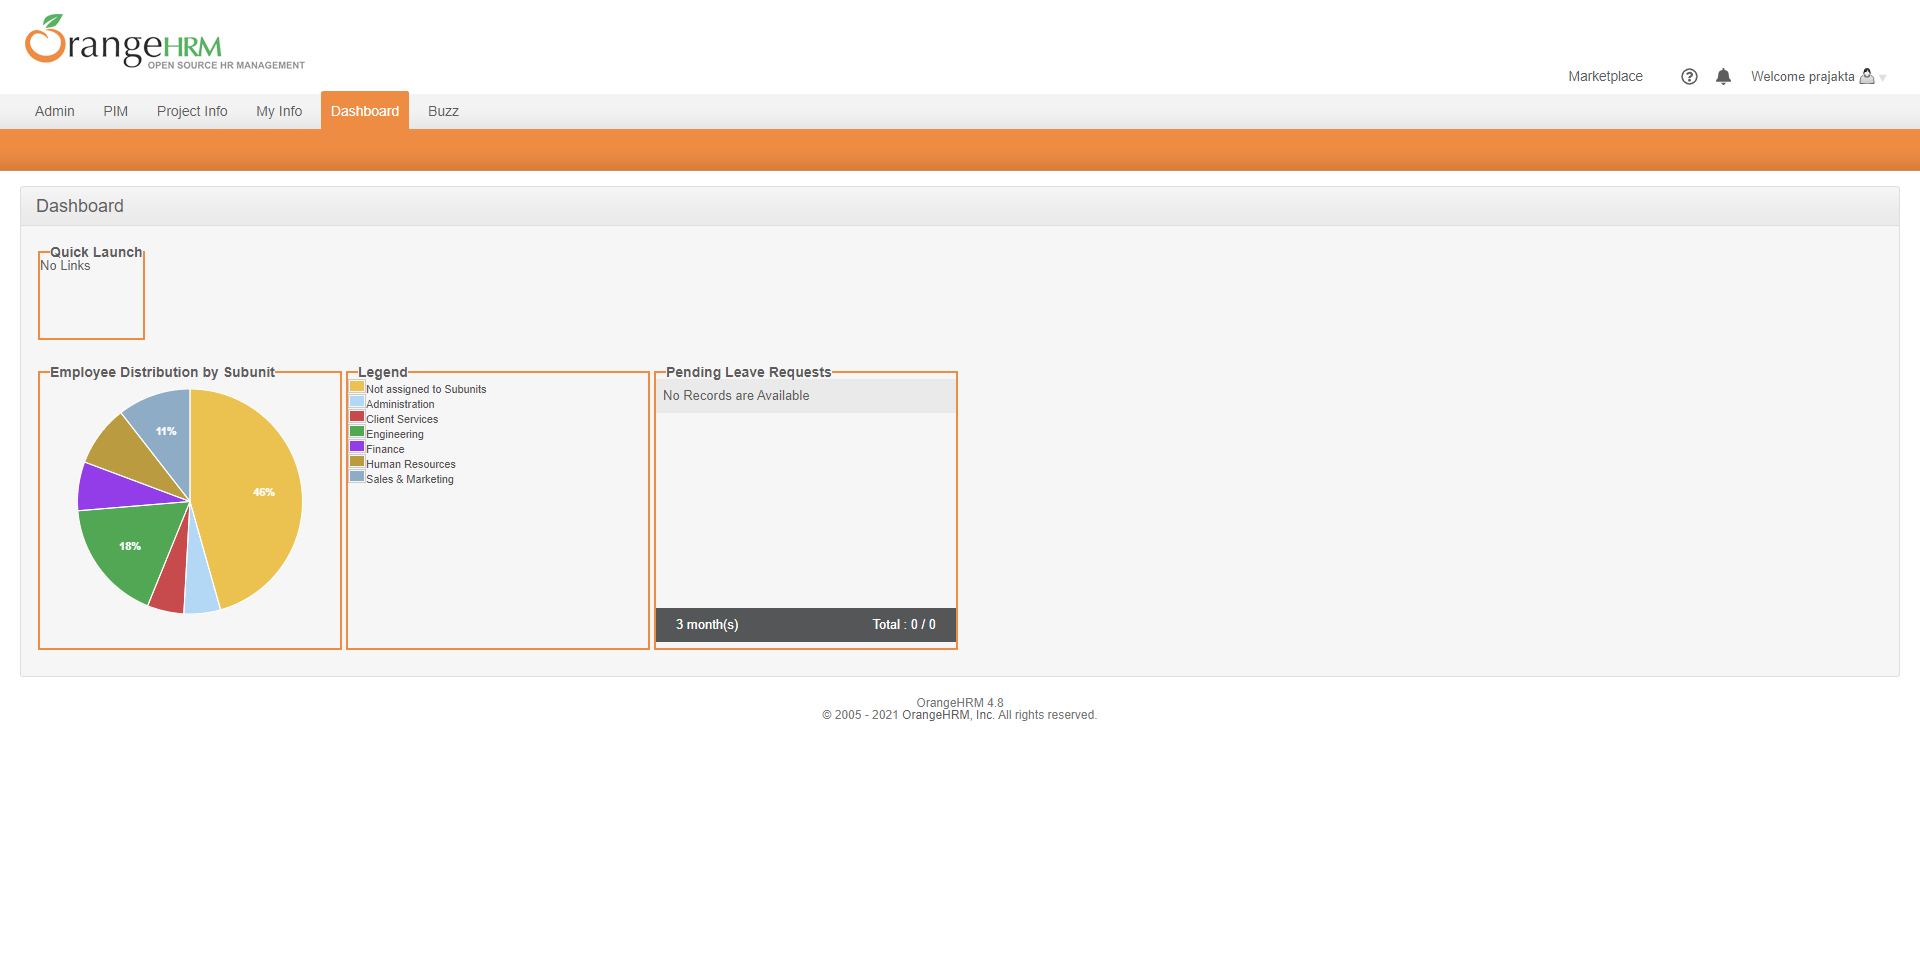 OrangeHRM
OPEN SOURCE HR MANAGEMENT
Marketplace
?
Welcome prajakta
Admin PIM Project Info My Info Dashboard Buzz
Dashboard
Quick Launch
No Links
Employee Distribution by Subunit
11%
46%
18%
Legend
Not assigned to Subunits
Administration
Client Services
Engineering
Finance
Human Resources
Sales & Marketing
Pending Leave Requests
No Records are Available
3 month(s) Total : 0 / 0
OrangeHRM 4.8
© 2005 - 2021 OrangeHRM, Inc. All rights reserved.